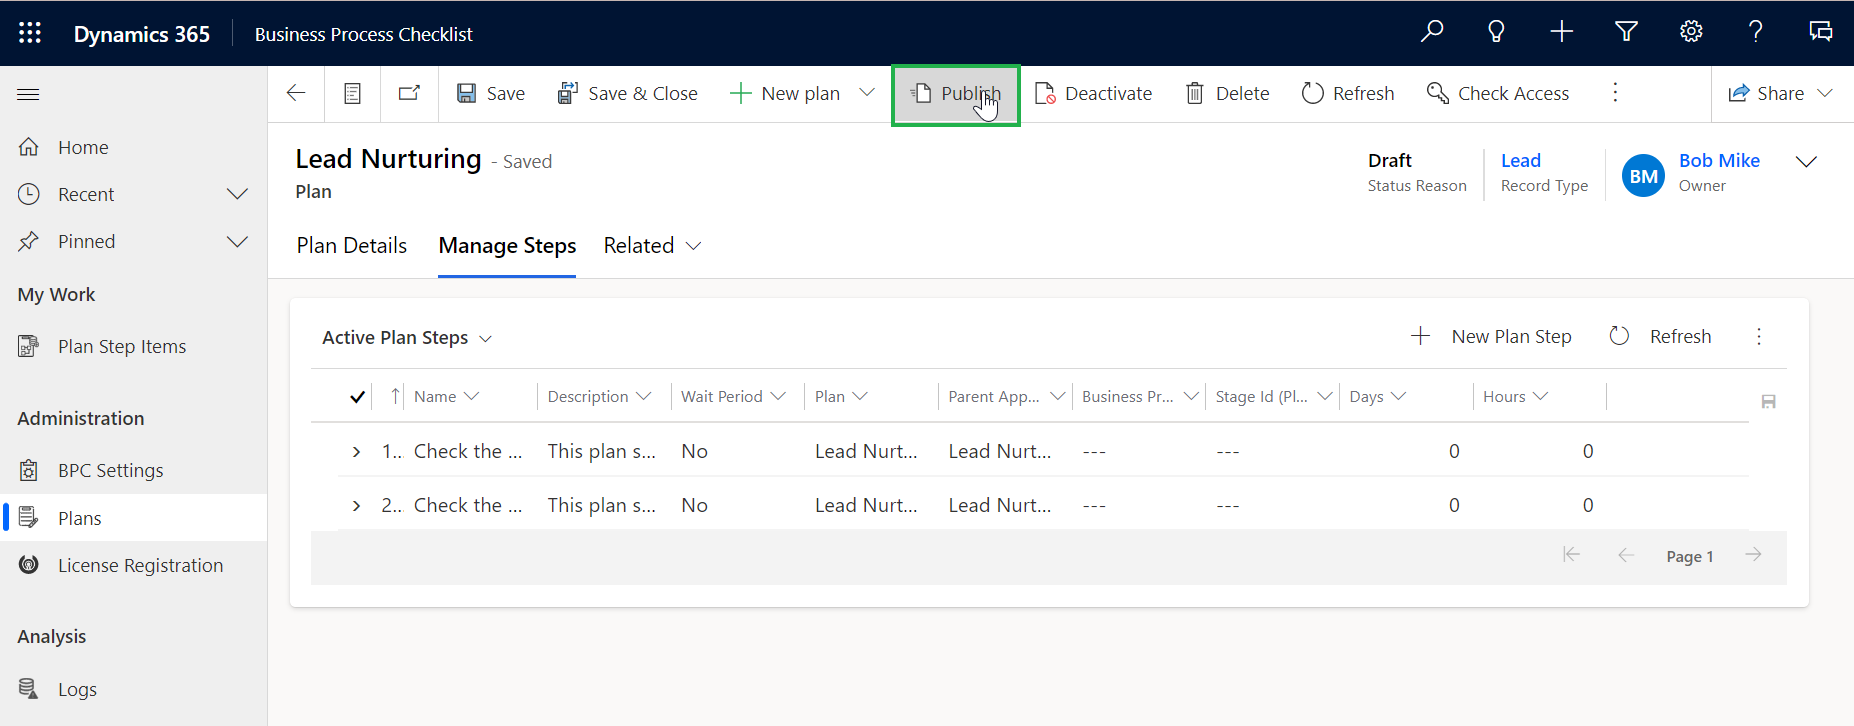 Dynamics 365 Business Process Checklist
Save Save & Close New plan Publish Deactivate Delete Refresh Check Access Share
Home
Recent
Pinned
My Work
Plan Step Items
Administration
BPC Settings
Plans
License Registration
Analysis
Logs
Lead Nurturing - Saved
Plan
Draft
Status Reason
Lead
Record Type
BM
Bob Mike
Owner
Plan Details Manage Steps Related
Active Plan Steps New Plan Step Refresh
Name Description Wait Period Plan Parent App... Business Pr... Stage Id (Pl... Days Hours
1... Check the ... This plan s... No Lead Nurt... Lead Nurt... --- --- 0 0
2... Check the ... This plan s... No Lead Nurt... Lead Nurt... --- --- 0 0
Page 1